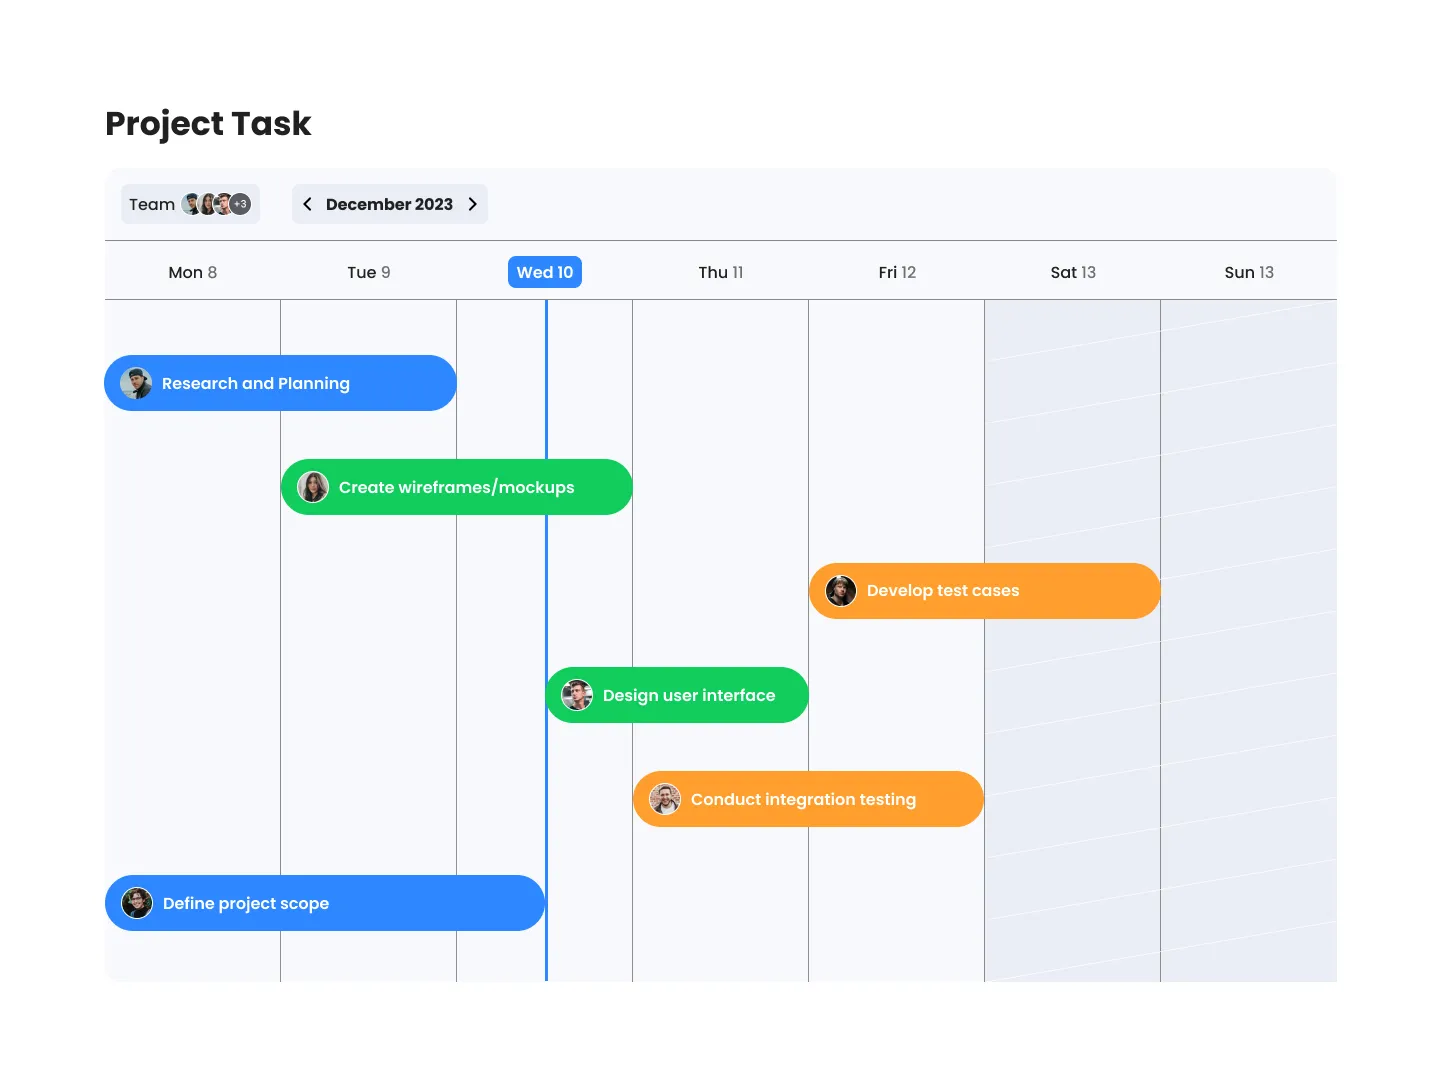 Project Task
Team +3
December 2023
Mon 8 Tue 9 Wed 10 Thu 11 Fri 12 Sat 13 Sun 13
Research and Planning
Create wireframes/mockups
Develop test cases
Design user interface
Conduct integration testing
Define project scope